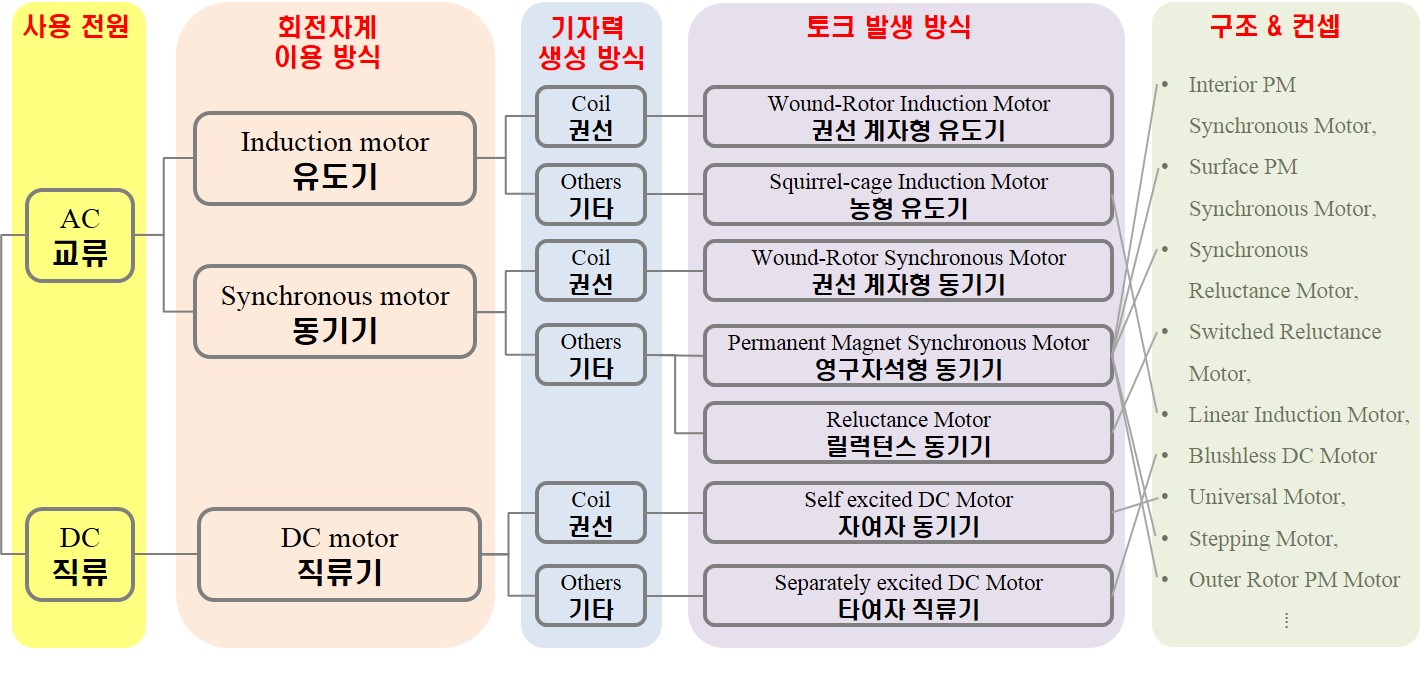 사용 전원
AC
교류
DC
직류
회전자계
이용 방식
Induction motor
유도기
Synchronous motor
동기기
DC motor
직류기
기자력
생성 방식
Coil
권선
Others
기타
Coil
권선
Others
기타
Coil
권선
Others
기타
토크 발생 방식
Wound-Rotor Induction Motor
권선 계자형 유도기
Squirrel-cage Induction Motor
농형 유도기
Wound-Rotor Synchronous Motor
권선 계자형 동기기
Permanent Magnet Synchronous Motor
영구자석형 동기기
Reluctance Motor
릴럭턴스 동기기
Self excited DC Motor
자여자 동기기
Separately excited DC Motor
타여자 직류기
구조 & 컨셉
• Interior PM
Synchronous Motor,
• Surface PM
Synchronous Motor,
• Synchronous
Reluctance Motor,
• Switched Reluctance
Motor,
• Linear Induction Motor,
• Blushless DC Motor
• Universal Motor,
• Stepping Motor,
• Outer Rotor PM Motor
⁞